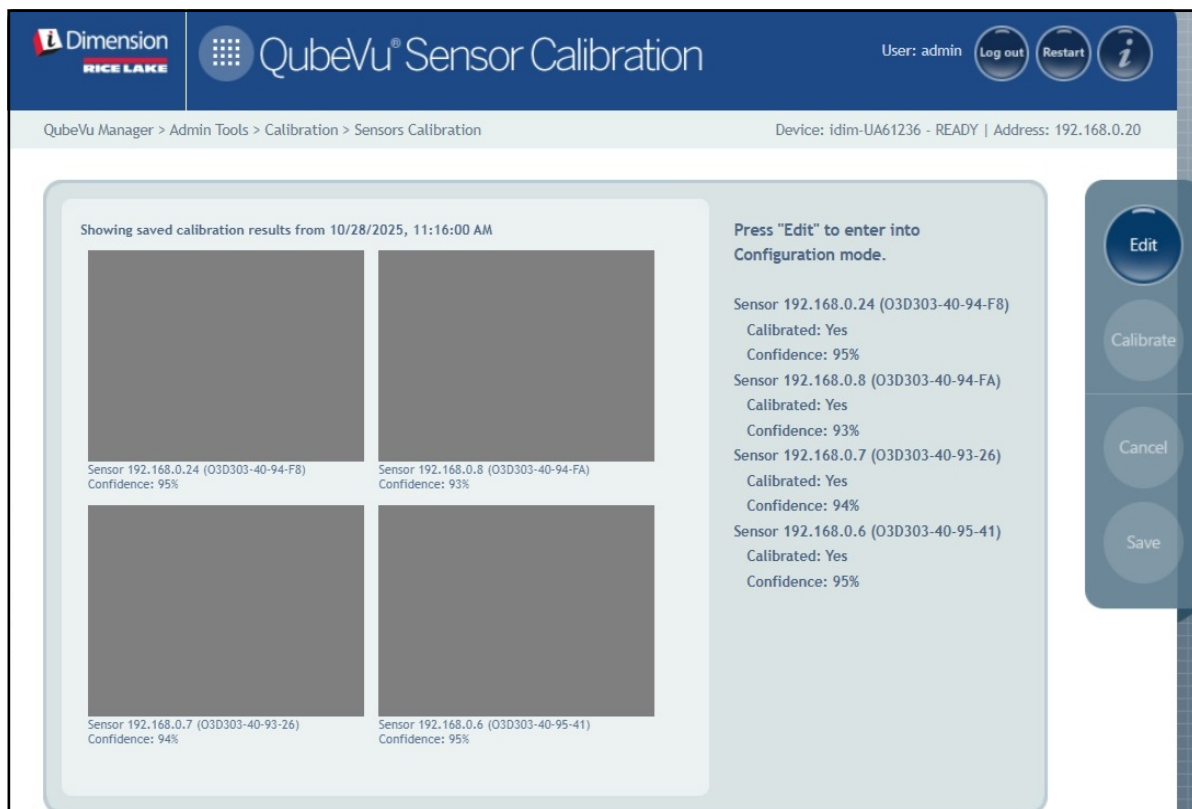 i Dimension
RICE LAKE
QubeVu® Sensor Calibration
User: admin
Log out
Restart
i
QubeVu Manager > Admin Tools > Calibration > Sensors Calibration
Device: idim-UA61236 - READY | Address: 192.168.0.20
Showing saved calibration results from 10/28/2025, 11:16:00 AM
Sensor 192.168.0.24 (O3D303-40-94-F8)
Confidence: 95%
Sensor 192.168.0.8 (O3D303-40-94-FA)
Confidence: 93%
Sensor 192.168.0.7 (O3D303-40-93-26)
Confidence: 94%
Sensor 192.168.0.6 (O3D303-40-95-41)
Confidence: 95%
Press "Edit" to enter into
Configuration mode.
Sensor 192.168.0.24 (O3D303-40-94-F8)
Calibrated: Yes
Confidence: 95%
Sensor 192.168.0.8 (O3D303-40-94-FA)
Calibrated: Yes
Confidence: 93%
Sensor 192.168.0.7 (O3D303-40-93-26)
Calibrated: Yes
Confidence: 94%
Sensor 192.168.0.6 (O3D303-40-95-41)
Calibrated: Yes
Confidence: 95%
Edit
Calibrate
Cancel
Save